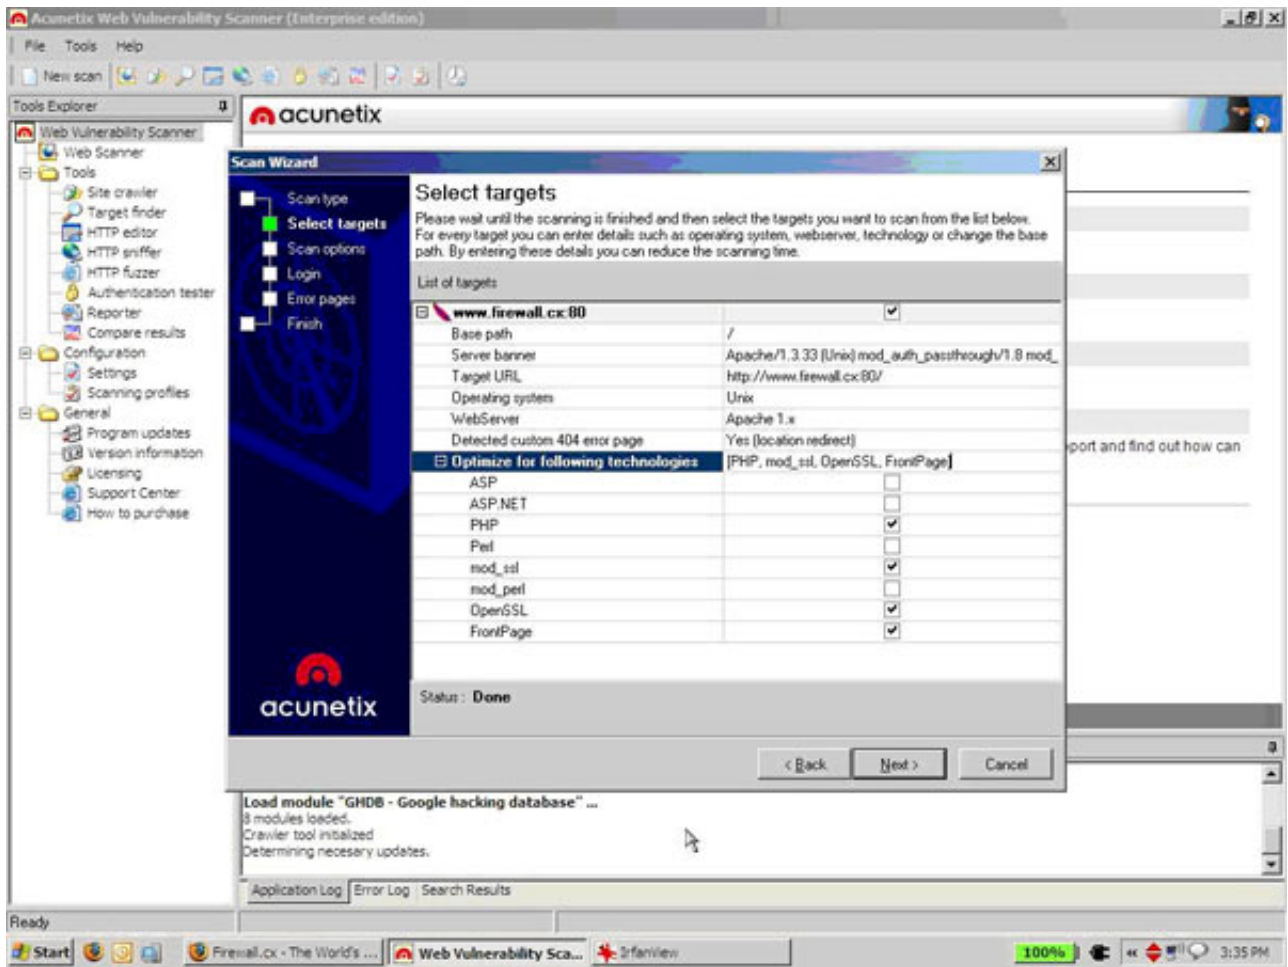 Acunetix Web Vulnerability Scanner (Enterprise edition)
File Tools Help
New scan
Tools Explorer
Web Vulnerability Scanner
Web Scanner
Tools
Site crawler
Target finder
HTTP editor
HTTP sniffer
HTTP fuzzer
Authentication tester
Reporter
Compare results
Configuration
Settings
Scanning profiles
General
Program updates
Version information
Licensing
Support Center
How to purchase
acunetix
Scan Wizard
Scan type
Select targets
Scan options
Login
Error pages
Finish
acunetix
Select targets
Please wait until the scanning is finished and then select the targets you want to scan from the list below.
For every target you can enter details such as operating system, webserver, technology or change the base
path. By entering these details you can reduce the scanning time.
List of targets
www.firewall.cx:80
Base path /
Server banner Apache/1.3.33 (Unix) mod_auth_passthrough/1.8 mod_
Target URL http://www.firewall.cx:80/
Operating system Unix
WebServer Apache 1.x
Detected custom 404 error page Yes (location redirect)
Optimize for following technologies [PHP, mod_ssl, OpenSSL, FrontPage]
ASP
ASP.NET
PHP
Perl
mod_ssl
mod_perl
OpenSSL
FrontPage
Status : Done
< Back Next > Cancel
port and find out how can
Load module "GHDB - Google hacking database" ...
8 modules loaded.
Crawler tool initialized
Determining necesary updates.
Application Log Error Log Search Results
Ready
Start Firewall.cx - The World's ... Web Vulnerability Sca... IrfanView 100% 3:35 PM